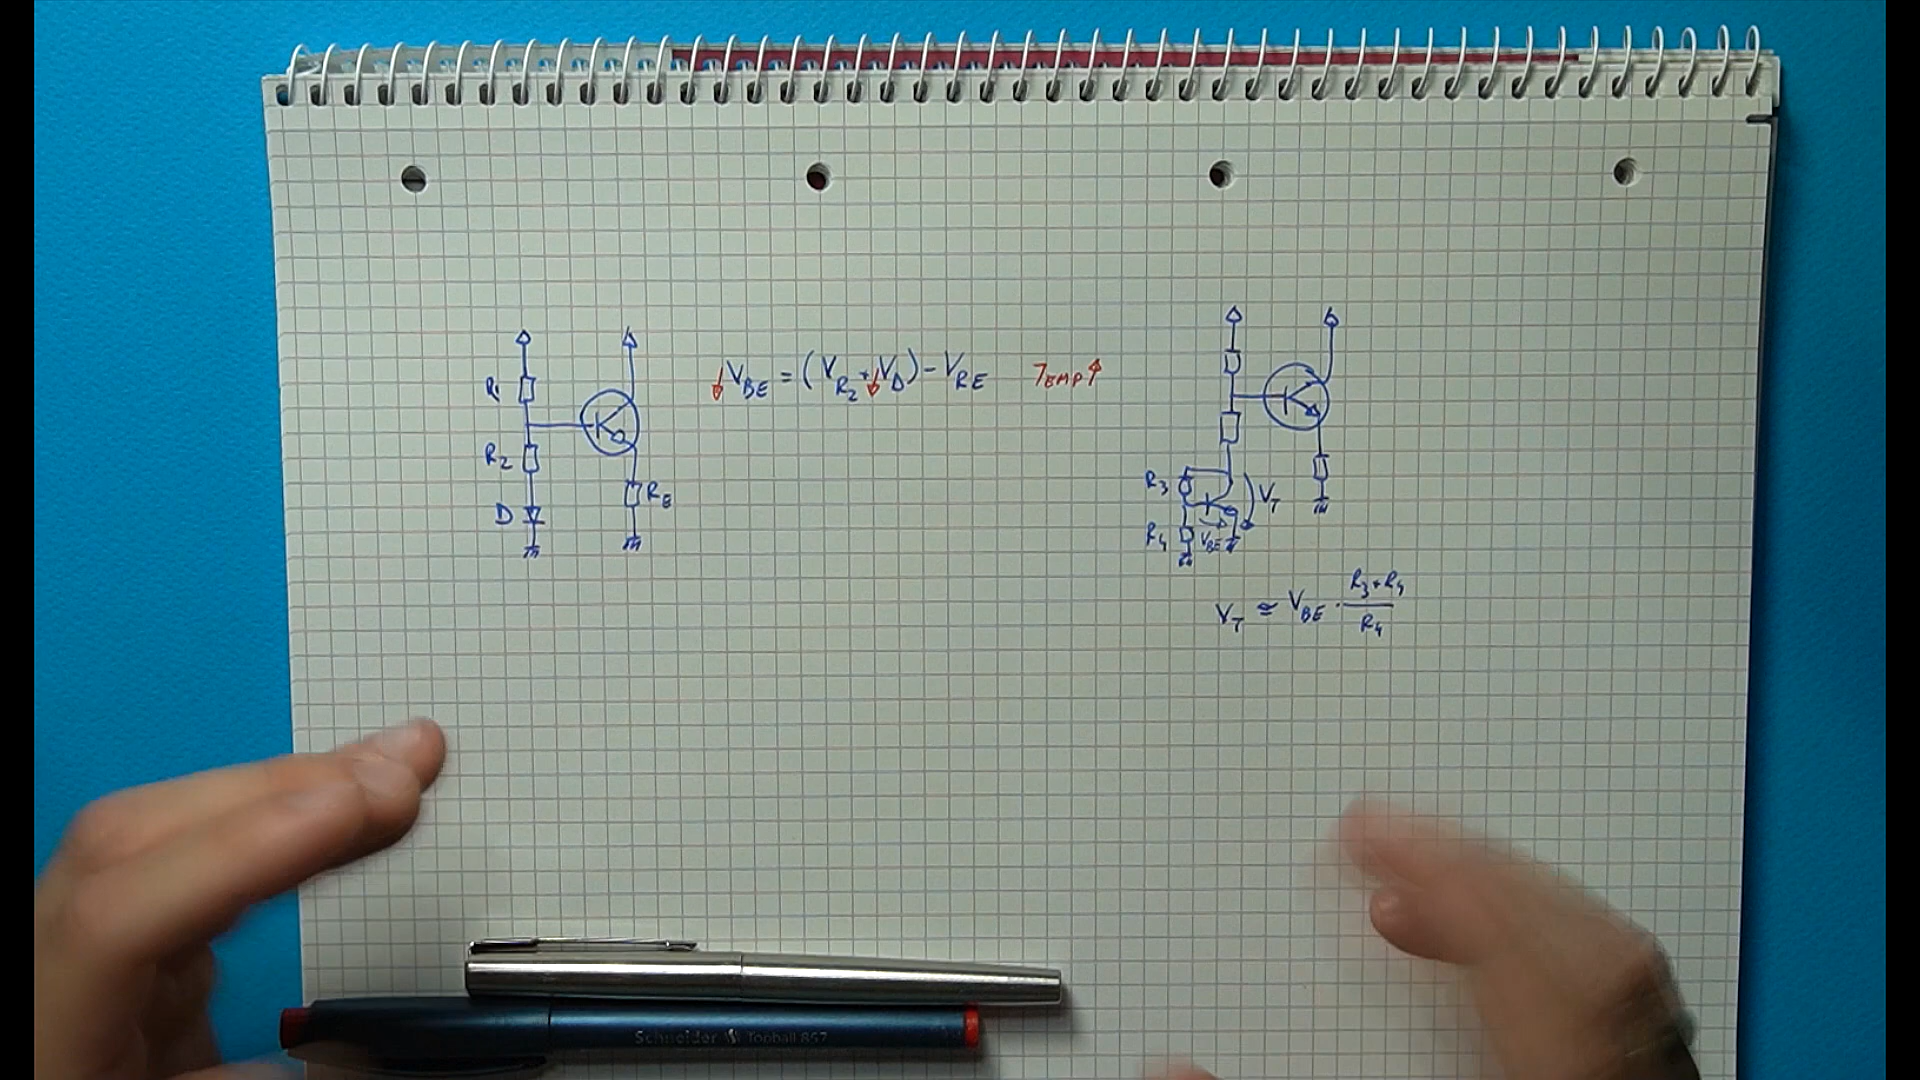 R1
R2
D
RE
↓VBE = (VR2 + ↓VD) - VRE TEMP↑
R3
R4
VBE
VT
VT ≃ VBE · (R3+R4)/R4
Schneider Topball 857